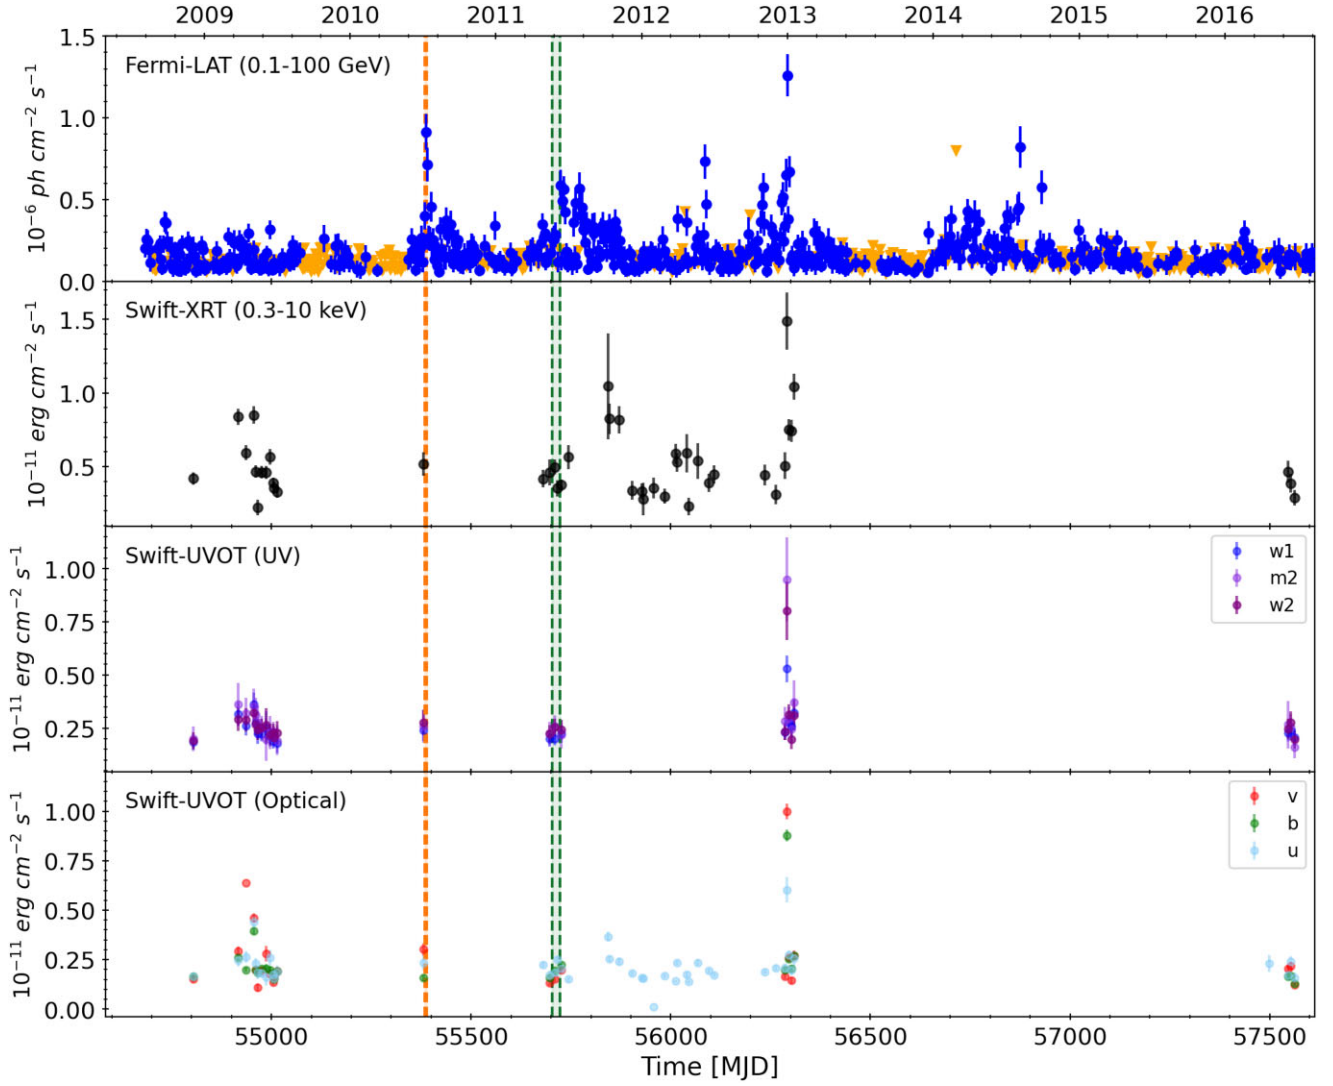 2009 2010 2011 2012 2013 2014 2015 2016
Fermi-LAT (0.1-100 GeV)
10⁻⁶ ph cm⁻² s⁻¹
1.5
1.0
0.5
0.0
Swift-XRT (0.3-10 keV)
10⁻¹¹ erg cm⁻² s⁻¹
1.5
1.0
0.5
Swift-UVOT (UV)
10⁻¹¹ erg cm⁻² s⁻¹
1.00
0.75
0.50
0.25
w1
m2
w2
Swift-UVOT (Optical)
10⁻¹¹ erg cm⁻² s⁻¹
1.00
0.75
0.50
0.25
0.00
v
b
u
55000 55500 56000 56500 57000 57500
Time [MJD]